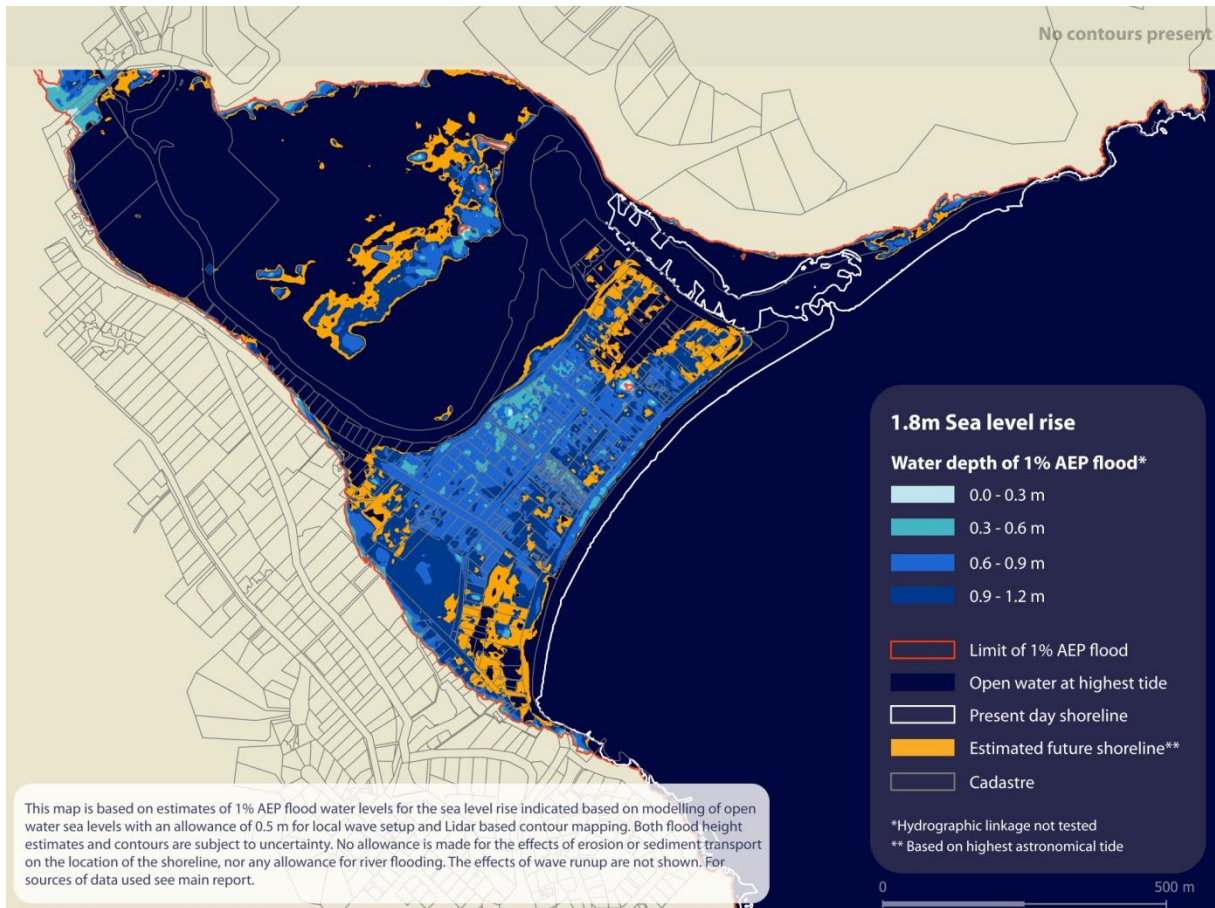 No contours present
1.8m Sea level rise
Water depth of 1% AEP flood*
0.0 - 0.3 m
0.3 - 0.6 m
0.6 - 0.9 m
0.9 - 1.2 m
Limit of 1% AEP flood
Open water at highest tide
Present day shoreline
Estimated future shoreline**
Cadastre
*Hydrographic linkage not tested
** Based on highest astronomical tide
0
500 m
This map is based on estimates of 1% AEP flood water levels for the sea level rise indicated based on modelling of open
water sea levels with an allowance of 0.5 m for local wave setup and Lidar based contour mapping. Both flood height
estimates and contours are subject to uncertainty. No allowance is made for the effects of erosion or sediment transport
on the location of the shoreline, nor any allowance for river flooding. The effects of wave runup are not shown. For
sources of data used see main report.